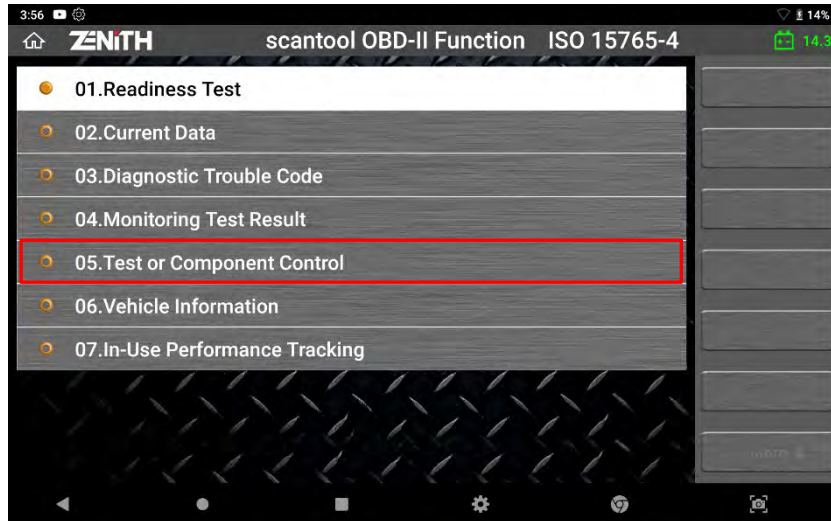 3:56 14%
ZENITH scantool OBD-II Function ISO 15765-4 14.3
01.Readiness Test
02.Current Data
03.Diagnostic Trouble Code
04.Monitoring Test Result
05.Test or Component Control
06.Vehicle Information
07.In-Use Performance Tracking
more